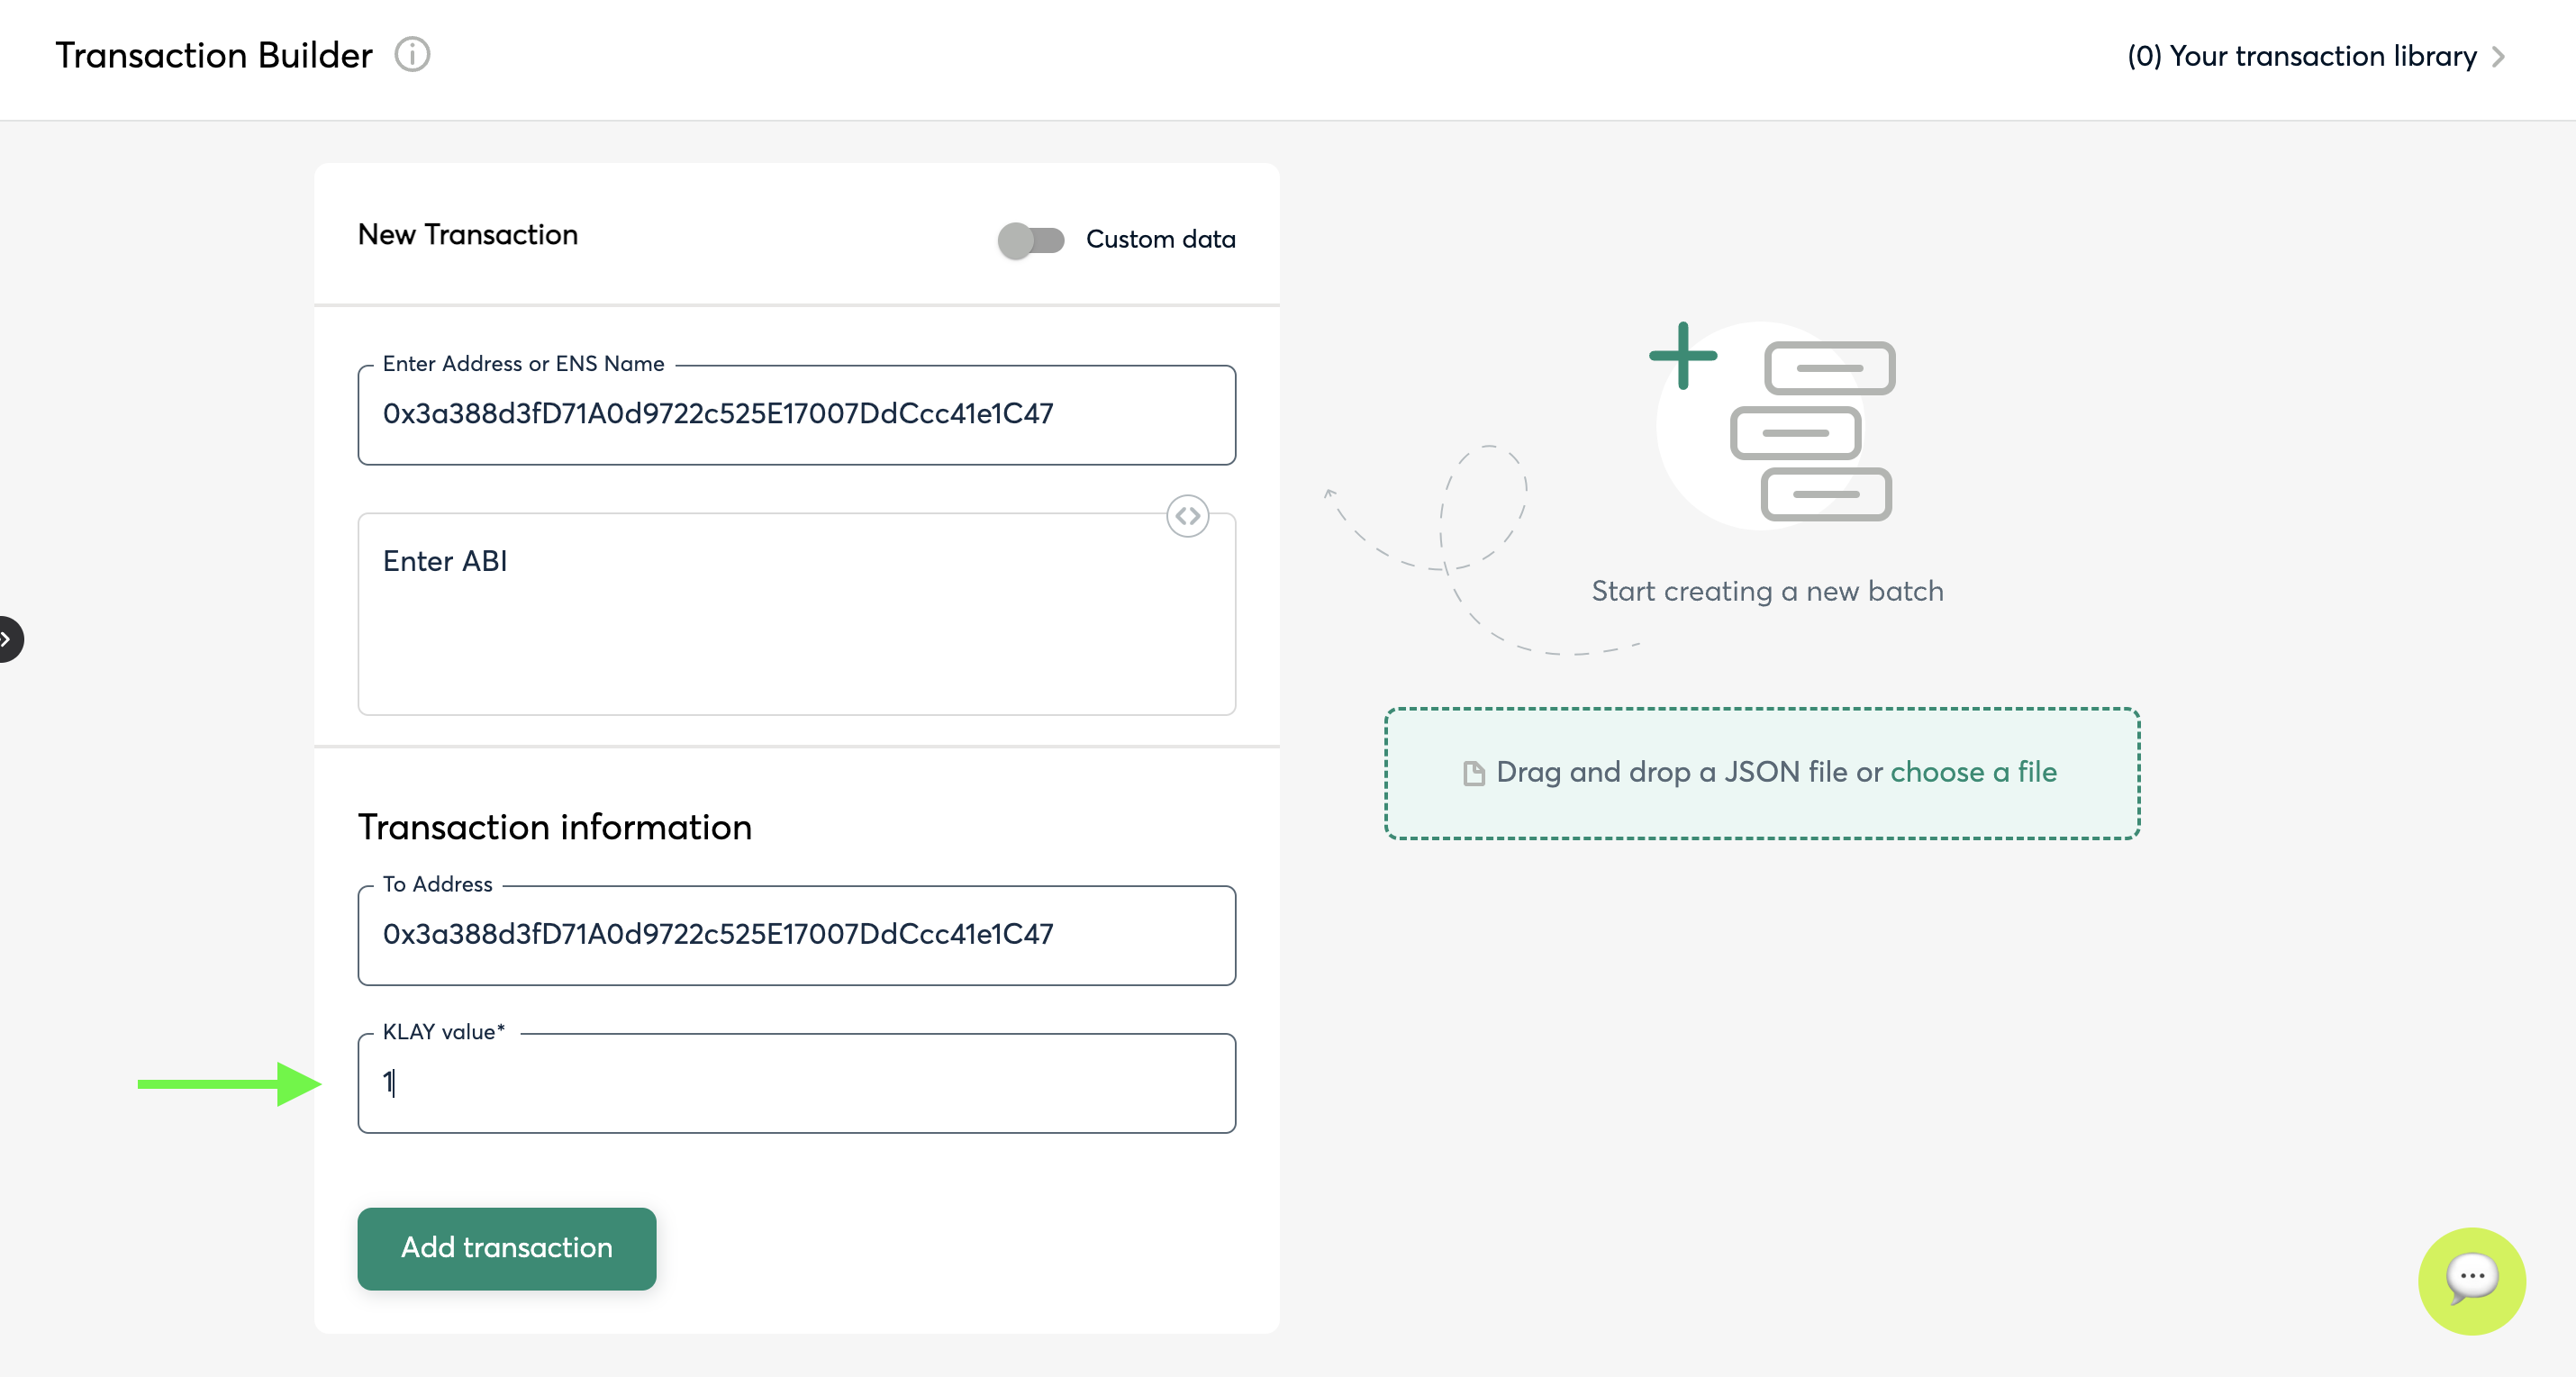 Transaction Builder
(0) Your transaction library
New Transaction
Custom data
Enter Address or ENS Name
0x3a388d3fD71A0d9722c525E17007DdCcc41e1C47
Enter ABI
Start creating a new batch
Drag and drop a JSON file or choose a file
Transaction information
To Address
0x3a388d3fD71A0d9722c525E17007DdCcc41e1C47
KLAY value*
1
Add transaction